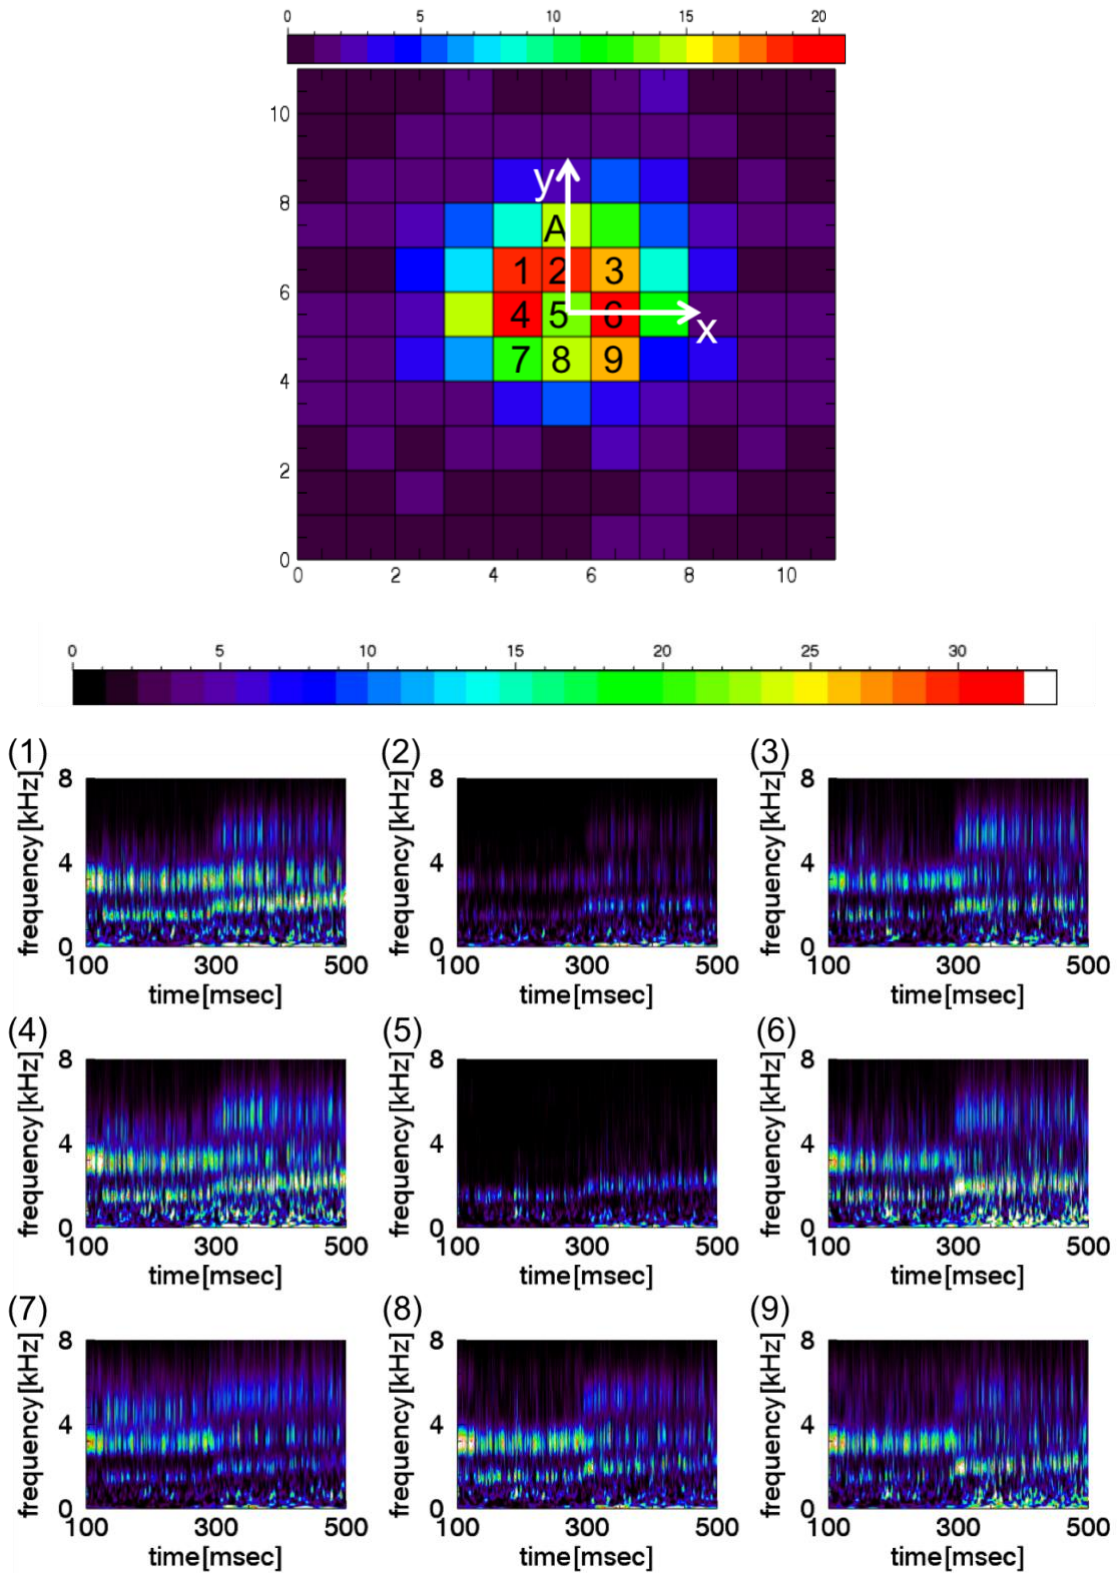 0 5 10 15 20
10
y
8
A
1 2 3
6
4 5 6
x
7 8 9
4
2
0
0 2 4 6 8 10
0 5 10 15 20 25 30
(1) (2) (3)
8 8 8
frequency[kHz] frequency[kHz] frequency[kHz]
4 4 4
0 0 0
100 300 500 100 300 500 100 300 500
time[msec] time[msec] time[msec]
(4) (5) (6)
8 8 8
frequency[kHz] frequency[kHz] frequency[kHz]
4 4 4
0 0 0
100 300 500 100 300 500 100 300 500
time[msec] time[msec] time[msec]
(7) (8) (9)
8 8 8
frequency[kHz] frequency[kHz] frequency[kHz]
4 4 4
0 0 0
100 300 500 100 300 500 100 300 500
time[msec] time[msec] time[msec]